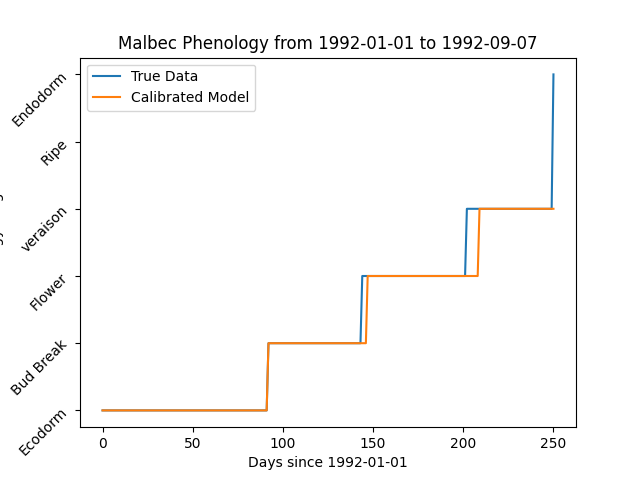 Malbec Phenology from 1992-01-01 to 1992-09-07
True Data
Calibrated Model
Endodorm
Ripe
veraison
Flower
Bud Break
Ecodorm
0 50 100 150 200 250
Days since 1992-01-01